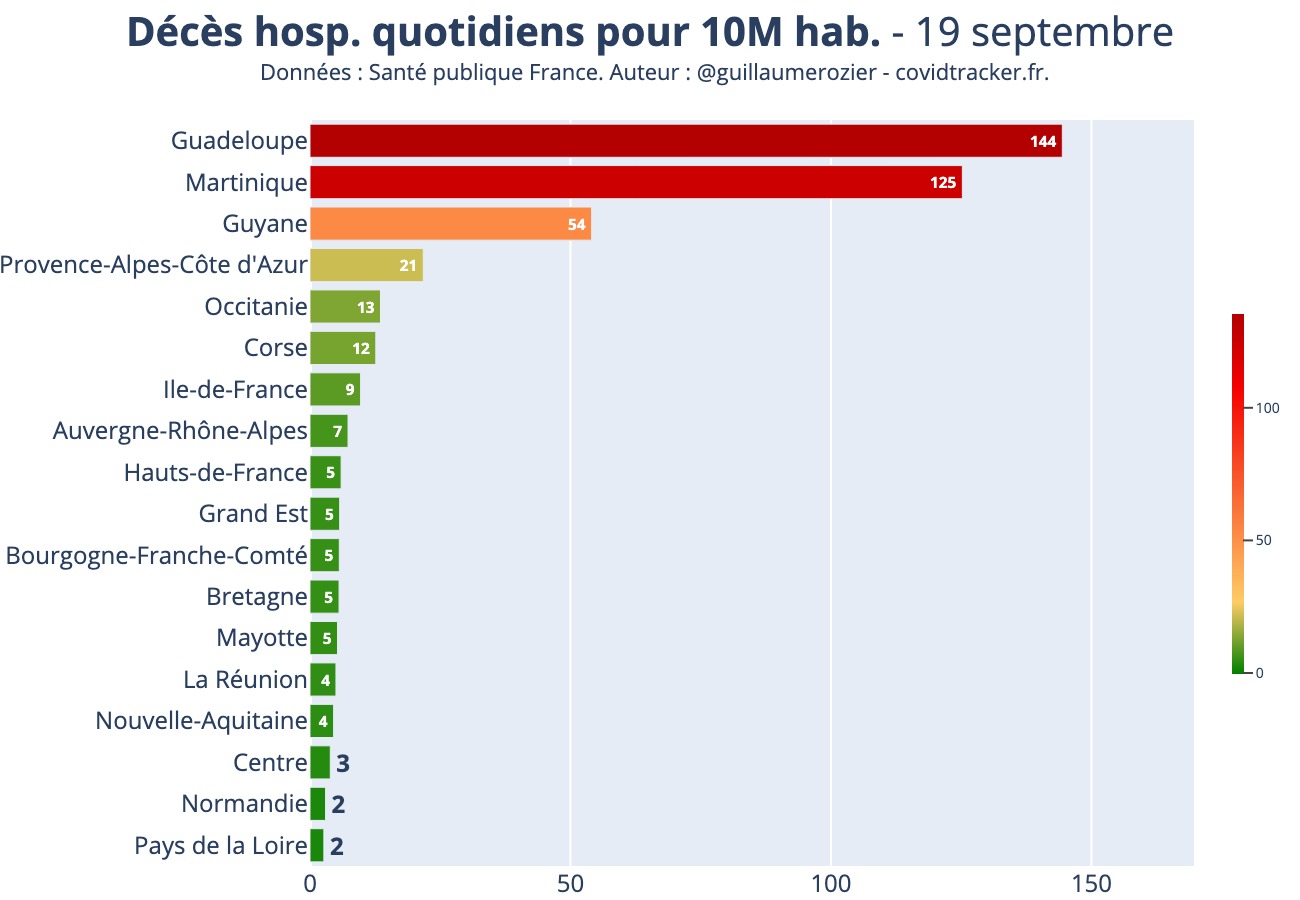 Décès hosp. quotidiens pour 10M hab. - 19 septembre
Données : Santé publique France. Auteur : @guillaumerozier - covidtracker.fr.
Guadeloupe 144
Martinique 125
Guyane 54
Provence-Alpes-Côte d'Azur 21
Occitanie 13
Corse 12
Ile-de-France 9
Auvergne-Rhône-Alpes 7
Hauts-de-France 5
Grand Est 5
Bourgogne-Franche-Comté 5
Bretagne 5
Mayotte 5
La Réunion 4
Nouvelle-Aquitaine 4
Centre 3
Normandie 2
Pays de la Loire 2
0 50 100 150
100
50
0